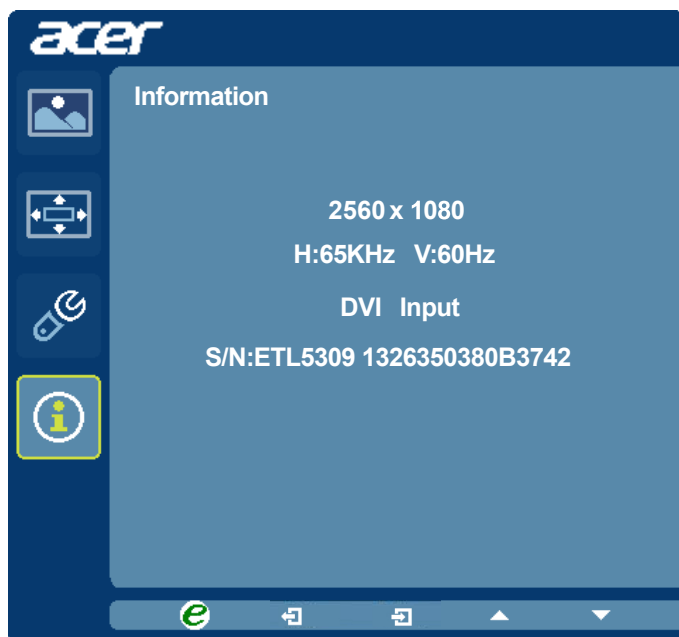 acer
Information
2560 x 1080
H:65KHz V:60Hz
DVI Input
S/N:ETL5309 1326350380B3742
e